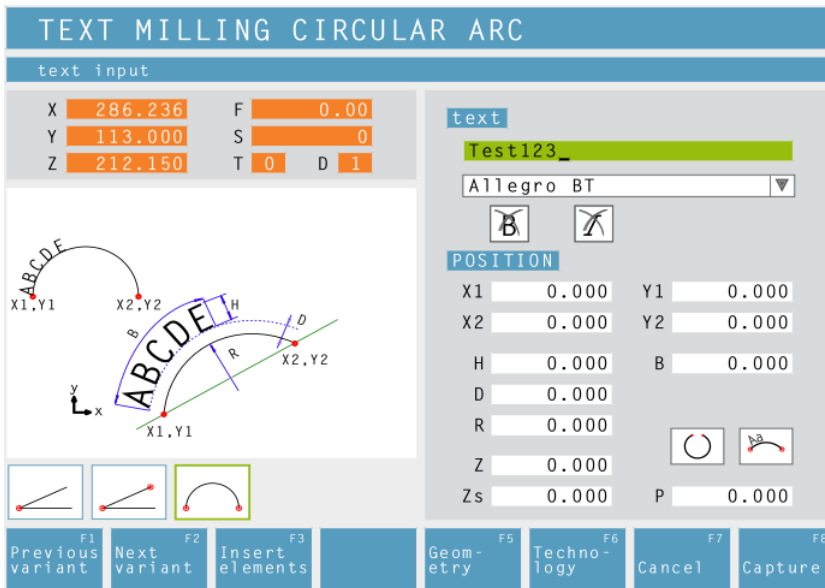 TEXT MILLING CIRCULAR ARC
text input
X 286.236 F 0.00
Y 113.000 S 0
Z 212.150 T 0 D 1
text
Test123_
Allegro BT
B I
POSITION
X1 0.000 Y1 0.000
X2 0.000 Y2 0.000
H 0.000 B 0.000
D 0.000
R 0.000
Z 0.000
Zs 0.000 P 0.000
Aa
ABCDE
X1,Y1 X2,Y2
B ABCDE H D
R
X2,Y2
X1,Y1
y
x
F1 F2 F3 F5 F6 F7 F8
Previous variant
Next variant
Insert elements
Geom-etry
Techno-logy
Cancel
Capture